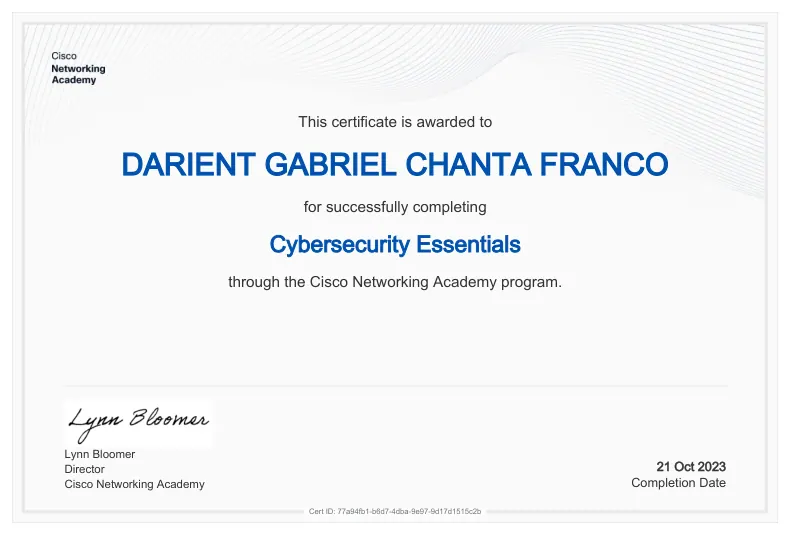 Cisco
Networking
Academy
This certificate is awarded to
DARIENT GABRIEL CHANTA FRANCO
for successfully completing
Cybersecurity Essentials
through the Cisco Networking Academy program.
Lynn Bloomer
Lynn Bloomer
Director
Cisco Networking Academy
21 Oct 2023
Completion Date
Cert ID: 77a94fb1-b6d7-4dba-9e97-9d17d1515c2b